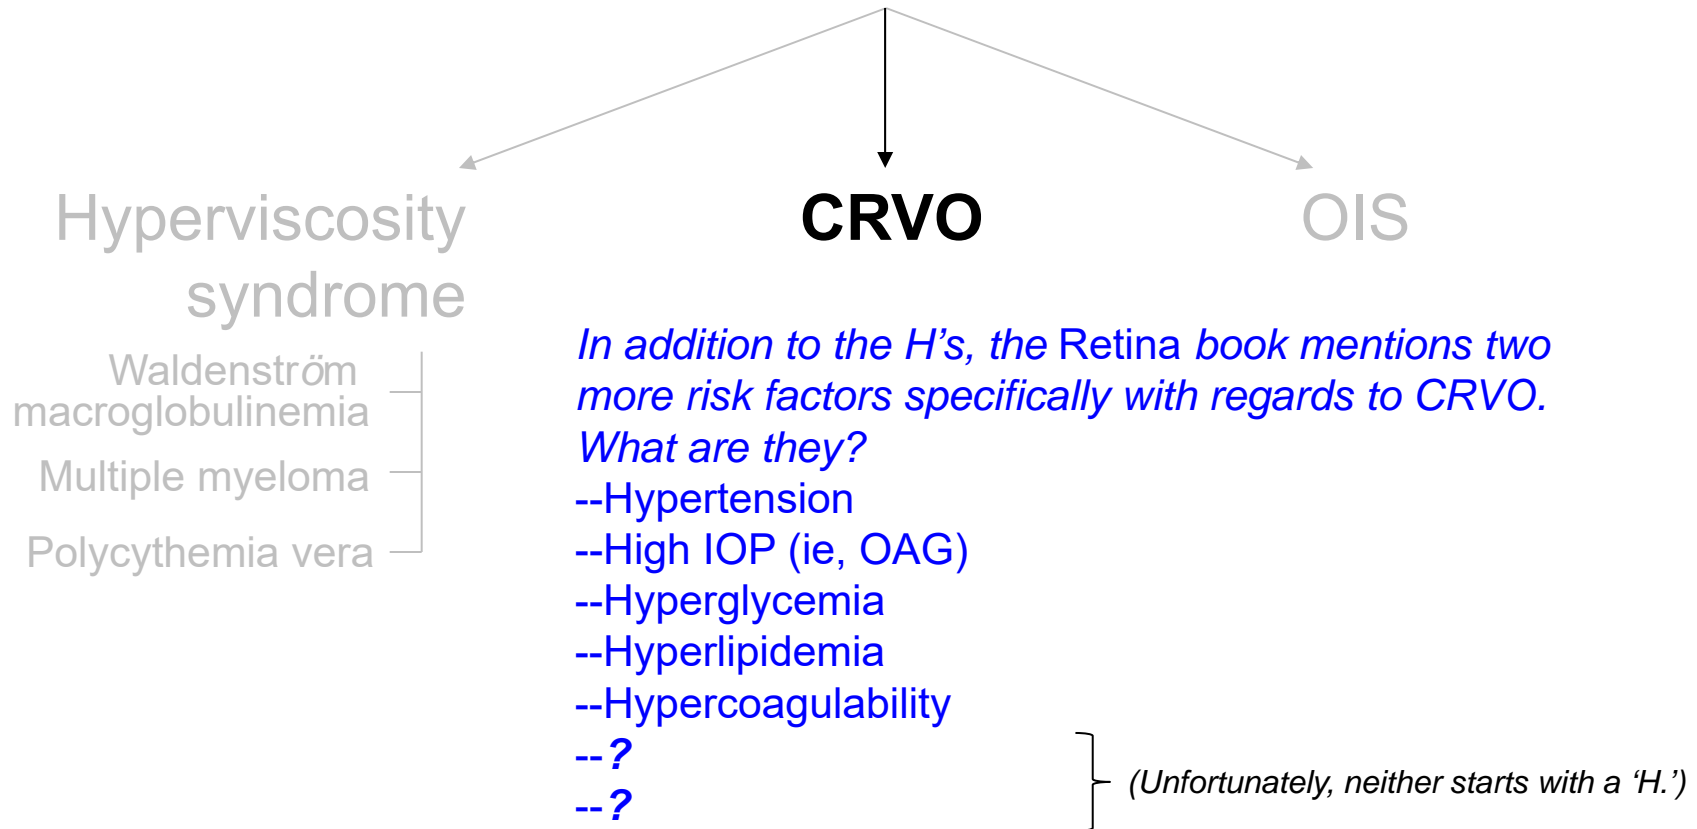 Hyperviscosity
syndrome
Waldenström
macroglobulinemia
Multiple myeloma
Polycythemia vera
CRVO
In addition to the H’s, the Retina book mentions two
more risk factors specifically with regards to CRVO.
What are they?
--Hypertension
--High IOP (ie, OAG)
--Hyperglycemia
--Hyperlipidemia
--Hypercoagulability
--?
--?
(Unfortunately, neither starts with a ‘H.’)
OIS